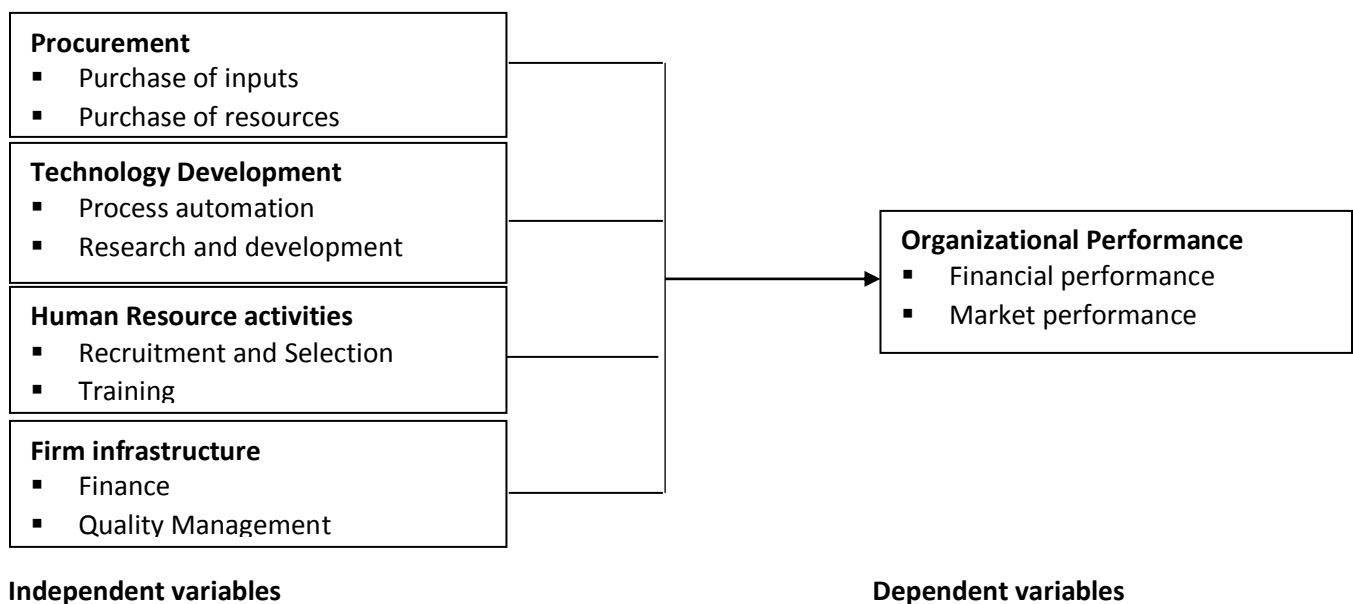 Procurement
▪ Purchase of inputs
▪ Purchase of resources
Technology Development
▪ Process automation
▪ Research and development
Human Resource activities
▪ Recruitment and Selection
▪ Training
Firm infrastructure
▪ Finance
▪ Quality Management
Organizational Performance
▪ Financial performance
▪ Market performance
Independent variables
Dependent variables